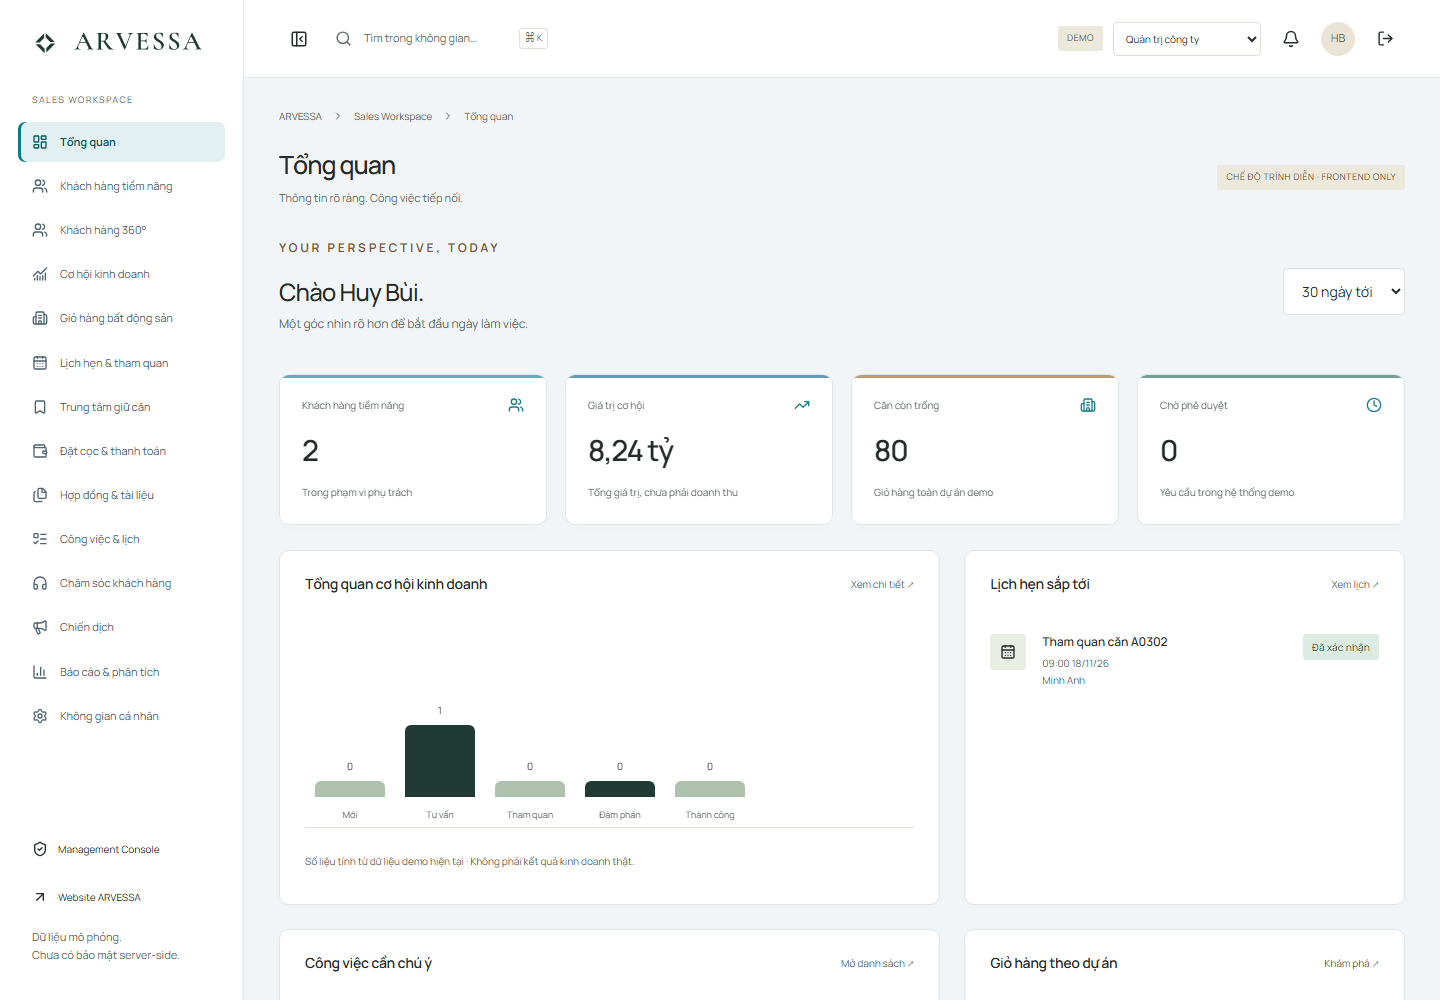 ARVESSA
SALES WORKSPACE
Tổng quan
Khách hàng tiềm năng
Khách hàng 360°
Cơ hội kinh doanh
Giỏ hàng bất động sản
Lịch hẹn & tham quan
Trung tâm giữ căn
Đặt cọc & thanh toán
Hợp đồng & tài liệu
Công việc & lịch
Chăm sóc khách hàng
Chiến dịch
Báo cáo & phân tích
Không gian cá nhân
Management Console
Website ARVESSA
Dữ liệu mô phỏng.
Chưa có bảo mật server-side.
Tìm trong không gian...
⌘ K
DEMO
Quản trị công ty
HB
ARVESSA > Sales Workspace > Tổng quan
Tổng quan
Thông tin rõ ràng. Công việc tiếp nối.
CHẾ ĐỘ TRÌNH DIỄN · FRONTEND ONLY
YOUR PERSPECTIVE, TODAY
Chào Huy Bùi.
Một góc nhìn rõ hơn để bắt đầu ngày làm việc.
30 ngày tới
Khách hàng tiềm năng
2
Trong phạm vi phụ trách
Giá trị cơ hội
8,24 tỷ
Tổng giá trị, chưa phải doanh thu
Căn còn trống
80
Giỏ hàng toàn dự án demo
Chờ phê duyệt
0
Yêu cầu trong hệ thống demo
Tổng quan cơ hội kinh doanh
Xem chi tiết ↗
0
1
0
0
0
Mới
Tư vấn
Tham quan
Đàm phán
Thành công
Số liệu tính từ dữ liệu demo hiện tại · Không phải kết quả kinh doanh thật.
Lịch hẹn sắp tới
Xem lịch ↗
Tham quan căn A0302
09:00 18/11/26
Minh Anh
Đã xác nhận
Công việc cần chú ý
Mở danh sách ↗
Giỏ hàng theo dự án
Khám phá ↗